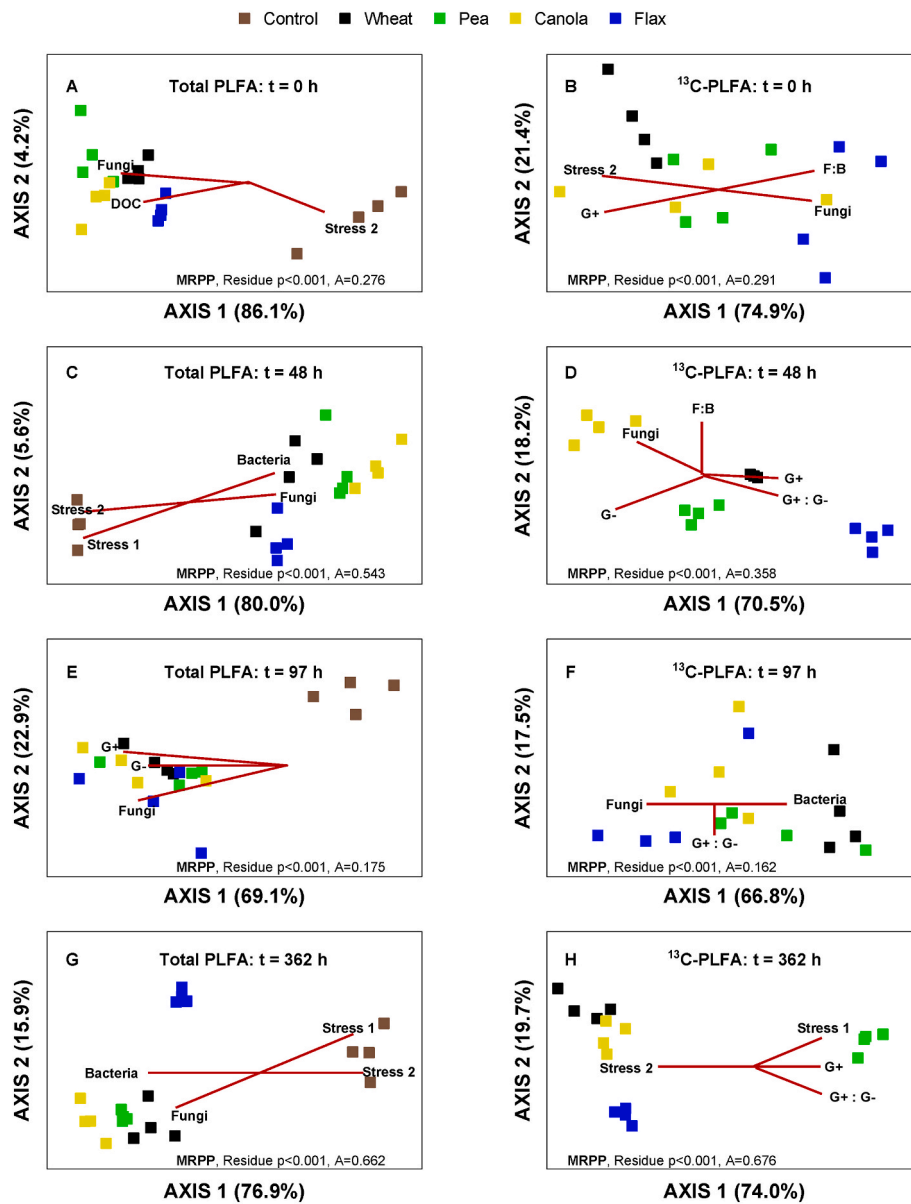 Control Wheat Pea Canola Flax
A Total PLFA: t = 0 h
Fungi
DOC
Stress 2
MRPP, Residue p<0.001, A=0.276
AXIS 2 (4.2%)
AXIS 1 (86.1%)
B ¹³C-PLFA: t = 0 h
Stress 2
F:B
G+
Fungi
MRPP, Residue p<0.001, A=0.291
AXIS 2 (21.4%)
AXIS 1 (74.9%)
C Total PLFA: t = 48 h
Bacteria
Fungi
Stress 2
Stress 1
MRPP, Residue p<0.001, A=0.543
AXIS 2 (5.6%)
AXIS 1 (80.0%)
D ¹³C-PLFA: t = 48 h
F:B
Fungi
G+
G+ : G-
G-
MRPP, Residue p<0.001, A=0.358
AXIS 2 (18.2%)
AXIS 1 (70.5%)
E Total PLFA: t = 97 h
G+
G-
Fungi
MRPP, Residue p<0.001, A=0.175
AXIS 2 (22.9%)
AXIS 1 (69.1%)
F ¹³C-PLFA: t = 97 h
Fungi
Bacteria
G+ : G-
MRPP, Residue p<0.001, A=0.162
AXIS 2 (17.5%)
AXIS 1 (66.8%)
G Total PLFA: t = 362 h
Stress 1
Bacteria
Stress 2
Fungi
MRPP, Residue p<0.001, A=0.662
AXIS 2 (15.9%)
AXIS 1 (76.9%)
H ¹³C-PLFA: t = 362 h
Stress 1
Stress 2
G+
G+ : G-
MRPP, Residue p<0.001, A=0.676
AXIS 2 (19.7%)
AXIS 1 (74.0%)